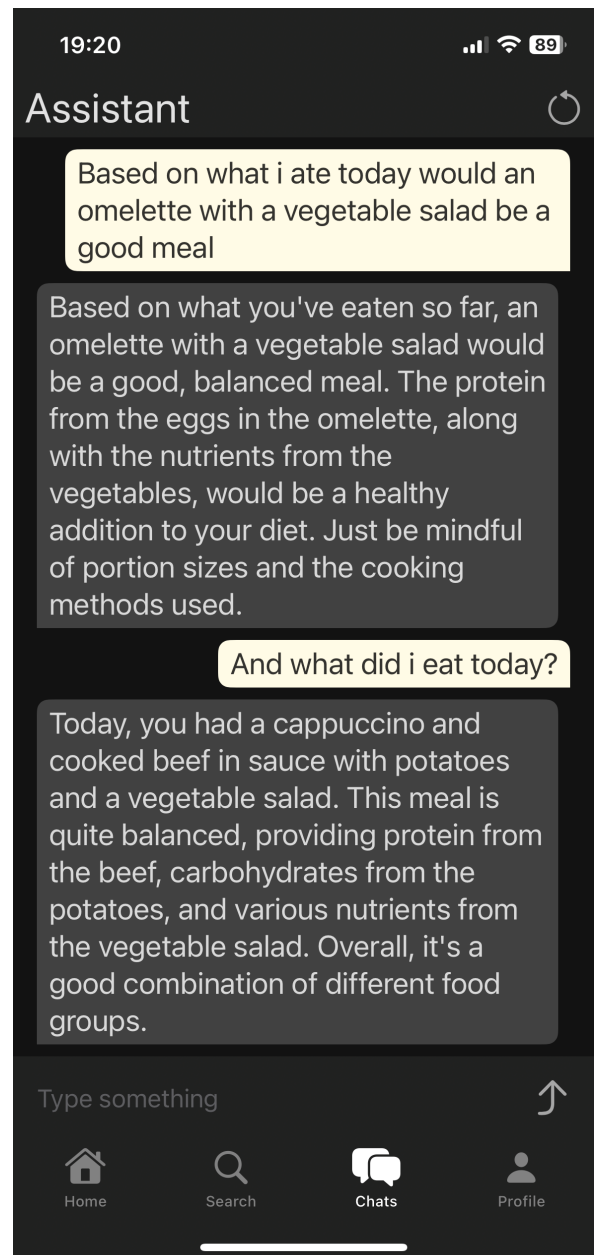 19:20
89
Assistant
Based on what i ate today would an
omelette with a vegetable salad be a
good meal
Based on what you've eaten so far, an
omelette with a vegetable salad would
be a good, balanced meal. The protein
from the eggs in the omelette, along
with the nutrients from the
vegetables, would be a healthy
addition to your diet. Just be mindful
of portion sizes and the cooking
methods used.
And what did i eat today?
Today, you had a cappuccino and
cooked beef in sauce with potatoes
and a vegetable salad. This meal is
quite balanced, providing protein from
the beef, carbohydrates from the
potatoes, and various nutrients from
the vegetable salad. Overall, it's a
good combination of different food
groups.
Type something
Home
Search
Chats
Profile